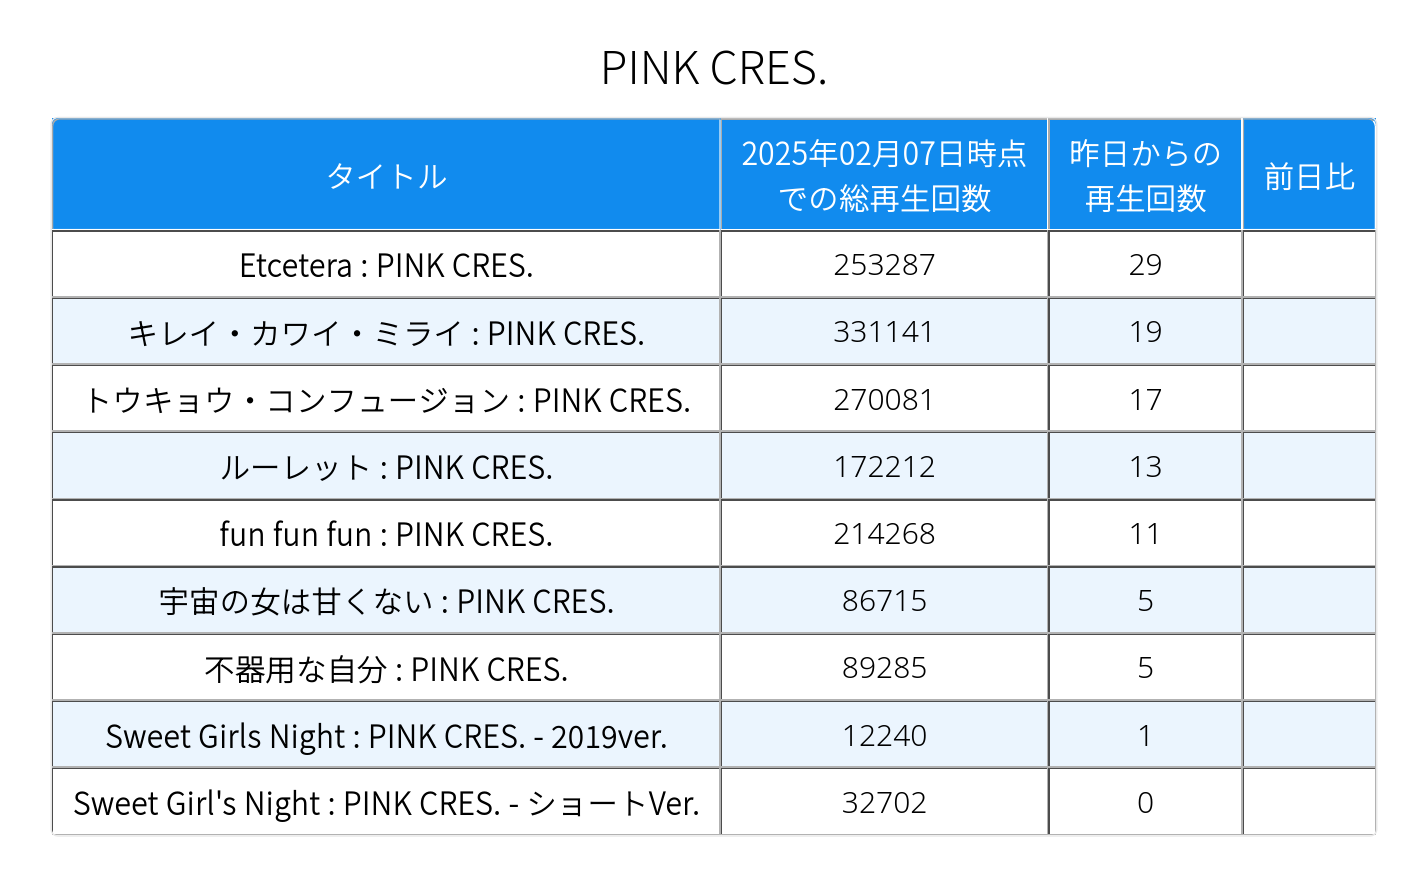 PINK CRES.
タイトル
2025年02月07日時点
での総再生回数
昨日からの
再生回数
前日比
Etcetera : PINK CRES. 253287 29
キレイ・カワイ・ミライ : PINK CRES. 331141 19
トウキョウ・コンフュージョン : PINK CRES. 270081 17
ルーレット : PINK CRES. 172212 13
fun fun fun : PINK CRES. 214268 11
宇宙の女は甘くない : PINK CRES. 86715 5
不器用な自分 : PINK CRES. 89285 5
Sweet Girls Night : PINK CRES. - 2019ver. 12240 1
Sweet Girl's Night : PINK CRES. - ショートVer. 32702 0